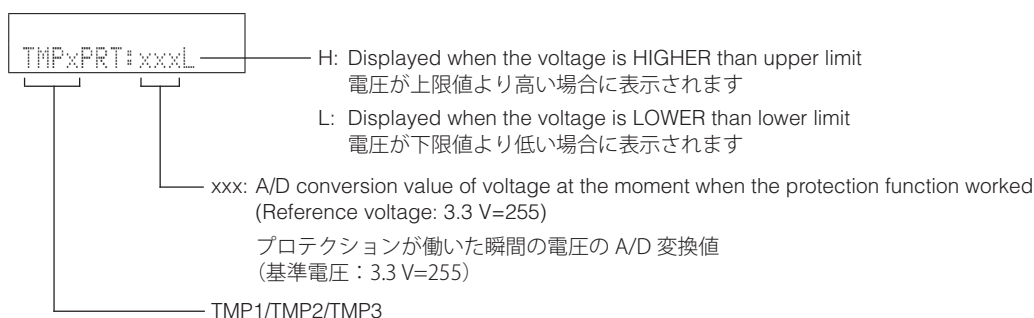 TMPxPRT:xxxL
H: Displayed when the voltage is HIGHER than upper limit
電圧が上限値より高い場合に表示されます
L: Displayed when the voltage is LOWER than lower limit
電圧が下限値より低い場合に表示されます
xxx: A/D conversion value of voltage at the moment when the protection function worked
(Reference voltage: 3.3 V=255)
プロテクションが働いた瞬間の電圧の A/D 変換値
（基準電圧：3.3 V=255）
TMP1/TMP2/TMP3